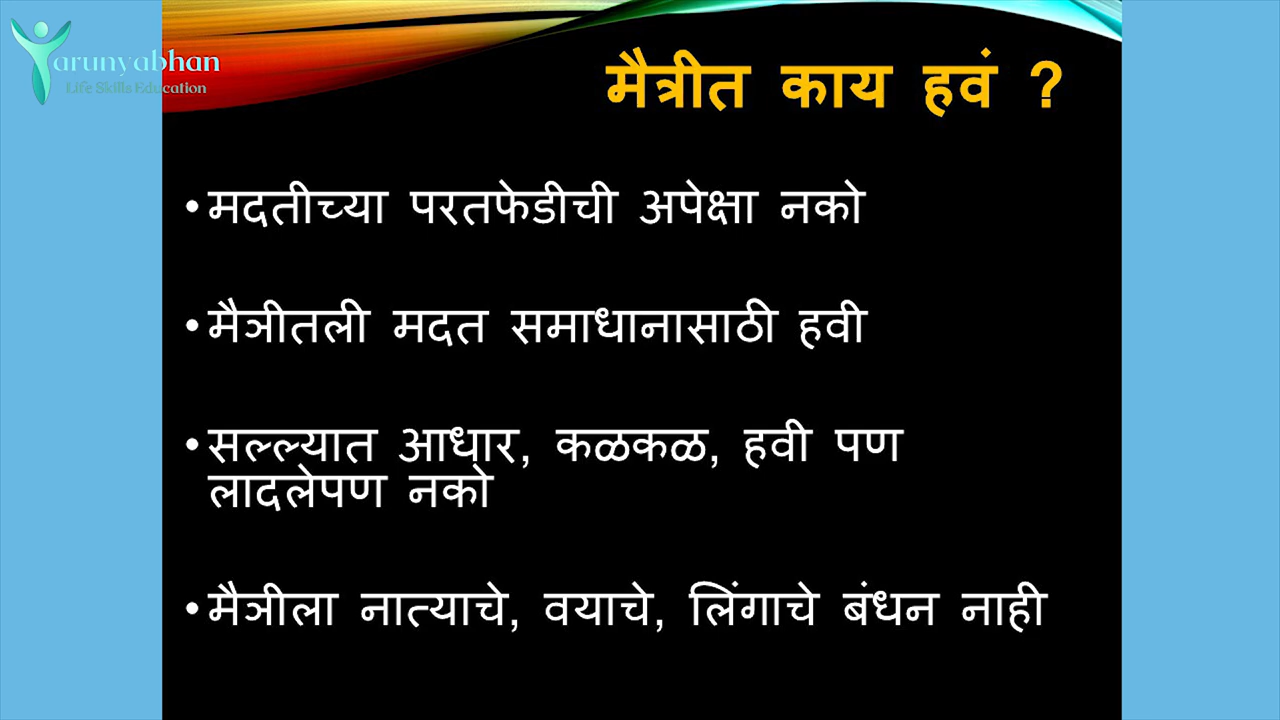 Tarunyabhan
Life Skills Education
मैत्रीत काय हवं ?
•मदतीच्या परतफेडीची अपेक्षा नको
•मैञीतली मदत समाधानासाठी हवी
•सल्ल्यात आधार, कळकळ, हवी पण
लादलेपण नको
•मैञीला नात्याचे, वयाचे, लिंगाचे बंधन नाही